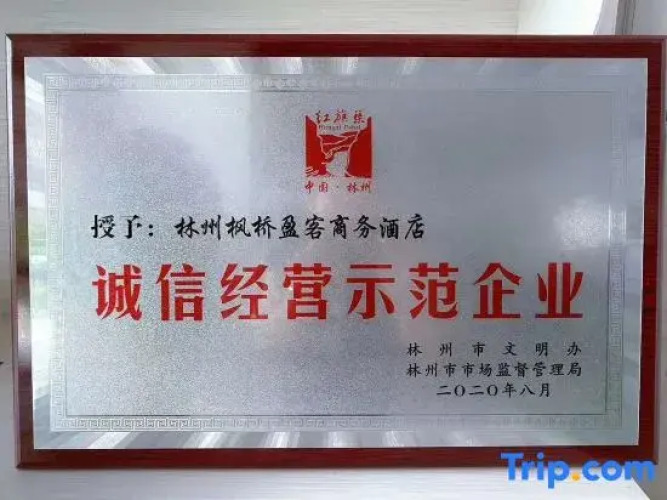 红旗渠
中国·林州
授予：林州枫桥盈客商务酒店
诚信经营示范企业
林州市文明办
林州市市场监督管理局
二〇二〇年八月
Trip.com